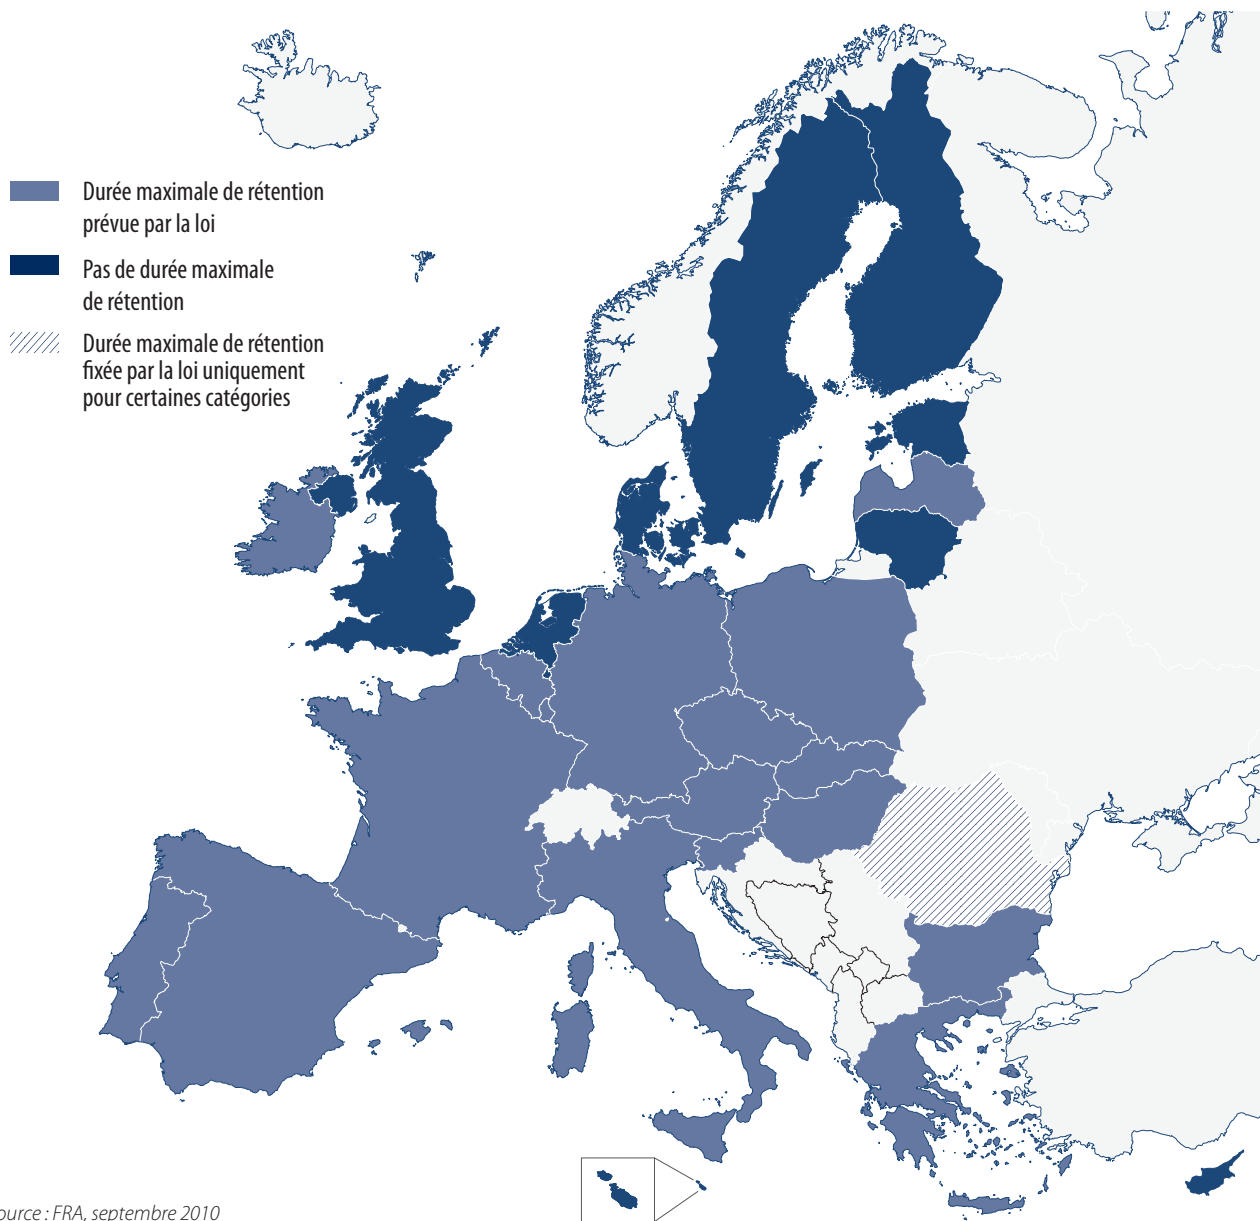 Durée maximale de rétention
prévue par la loi
Pas de durée maximale
de rétention
Durée maximale de rétention
fixée par la loi uniquement
pour certaines catégories
ource : FRA, septembre 2010